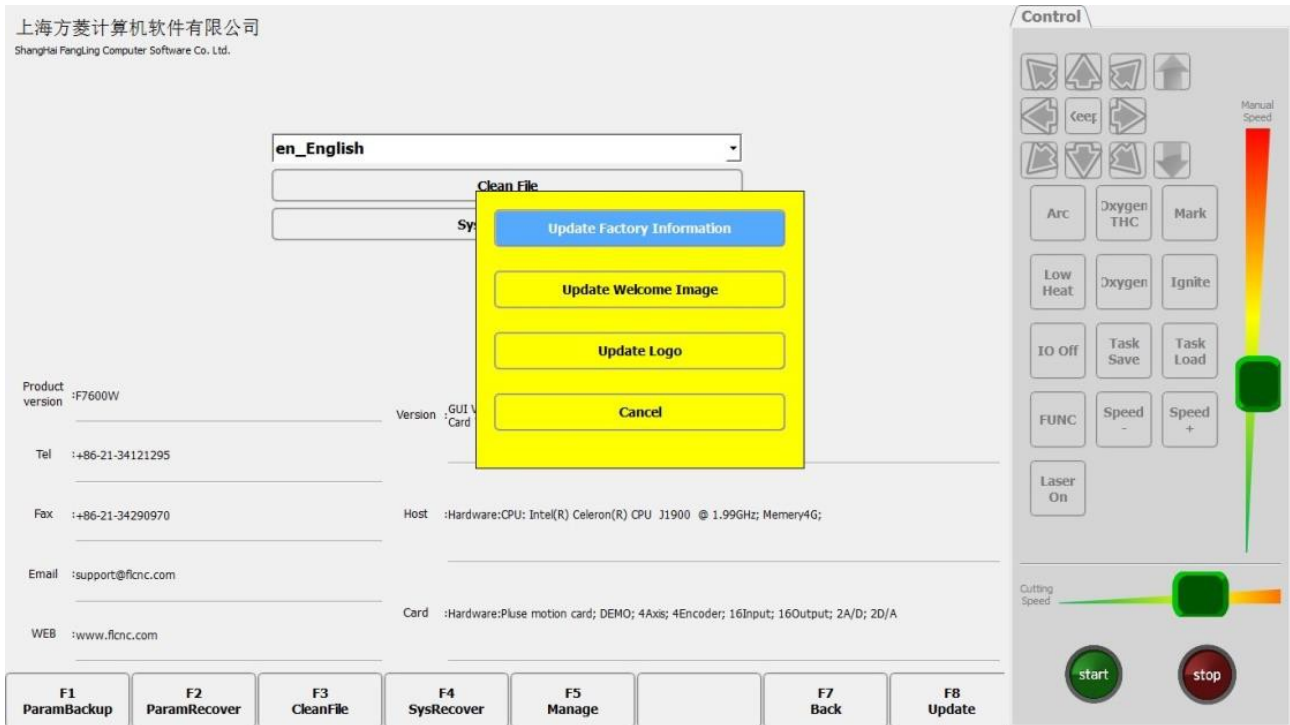 上海方菱计算机软件有限公司
ShangHai FangLing Computer Software Co. Ltd.
en_English
Clean File
Sys
Update Factory Information
Update Welcome Image
Update Logo
Cancel
Product version :F7600W
Version :GUI V
Card
Tel :+86-21-34121295
Fax :+86-21-34290970
Host :Hardware:CPU: Intel(R) Celeron(R) CPU J1900 @ 1.99GHz; Memery4G;
Email :support@flcnc.com
Card :Hardware:Pluse motion card; DEMO; 4Axis; 4Encoder; 16Input; 16Output; 2A/D; 2D/A
WEB :www.flcnc.com
F1 ParamBackup
F2 ParamRecover
F3 CleanFile
F4 SysRecover
F5 Manage
F7 Back
F8 Update
Control
Manual Speed
Arc
THC
Mark
Low Heat
Ignite
IO Off
Task Save
Task Load
FUNC
Speed -
Speed +
Laser On
Cutting Speed
start
stop